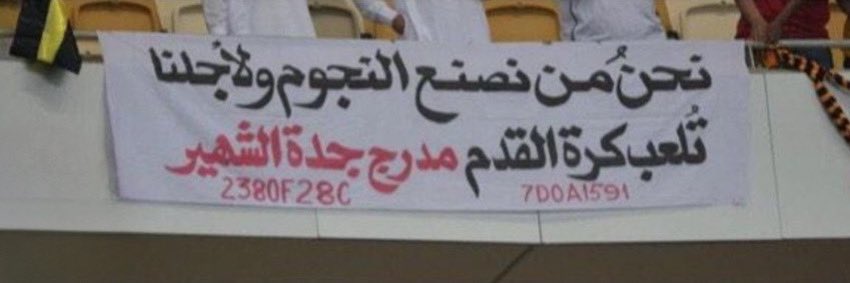 نحنُ من نصنع النجوم ولأجلنا
تُلعب كرة القدم مدرج جدة الشهير
2380F28C 7D0A1591